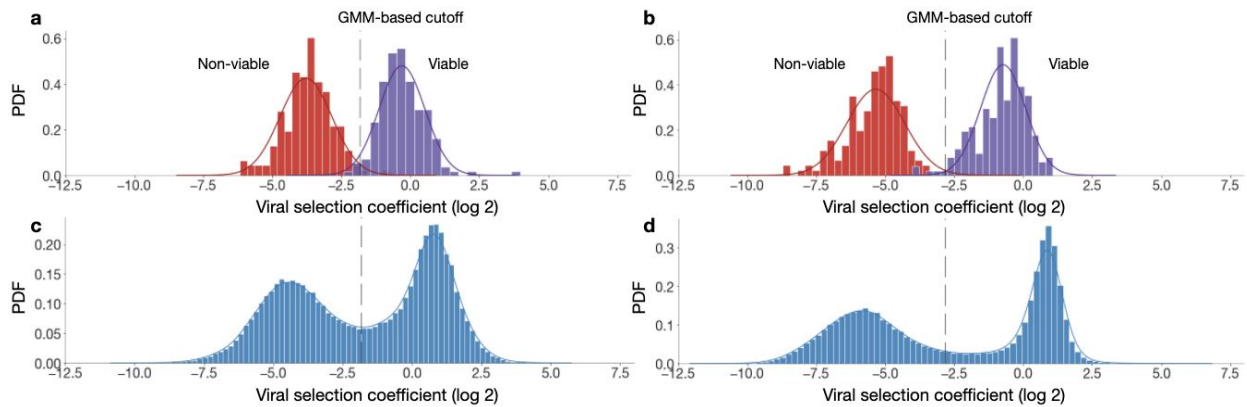 a
GMM-based cutoff
Non-viable
Viable
PDF
0.6
0.4
0.2
0.0
−12.5 −10.0 −7.5 −5.0 −2.5 0.0 2.5 5.0 7.5
Viral selection coefficient (log 2)
b
GMM-based cutoff
Non-viable
Viable
PDF
0.6
0.4
0.2
0.0
−12.5 −10.0 −7.5 −5.0 −2.5 0.0 2.5 5.0 7.5
Viral selection coefficient (log 2)
c
PDF
0.20
0.15
0.10
0.05
0.00
−12.5 −10.0 −7.5 −5.0 −2.5 0.0 2.5 5.0 7.5
Viral selection coefficient (log 2)
d
PDF
0.3
0.2
0.1
0.0
−12.5 −10.0 −7.5 −5.0 −2.5 0.0 2.5 5.0 7.5
Viral selection coefficient (log 2)